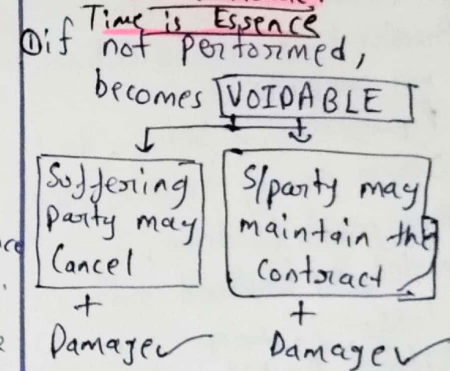 Time is Essence
① if not performed,
becomes VOIDABLE
Suffering
party may
Cancel
+
Damages
S/party may
maintain the
Contract
+
Damages